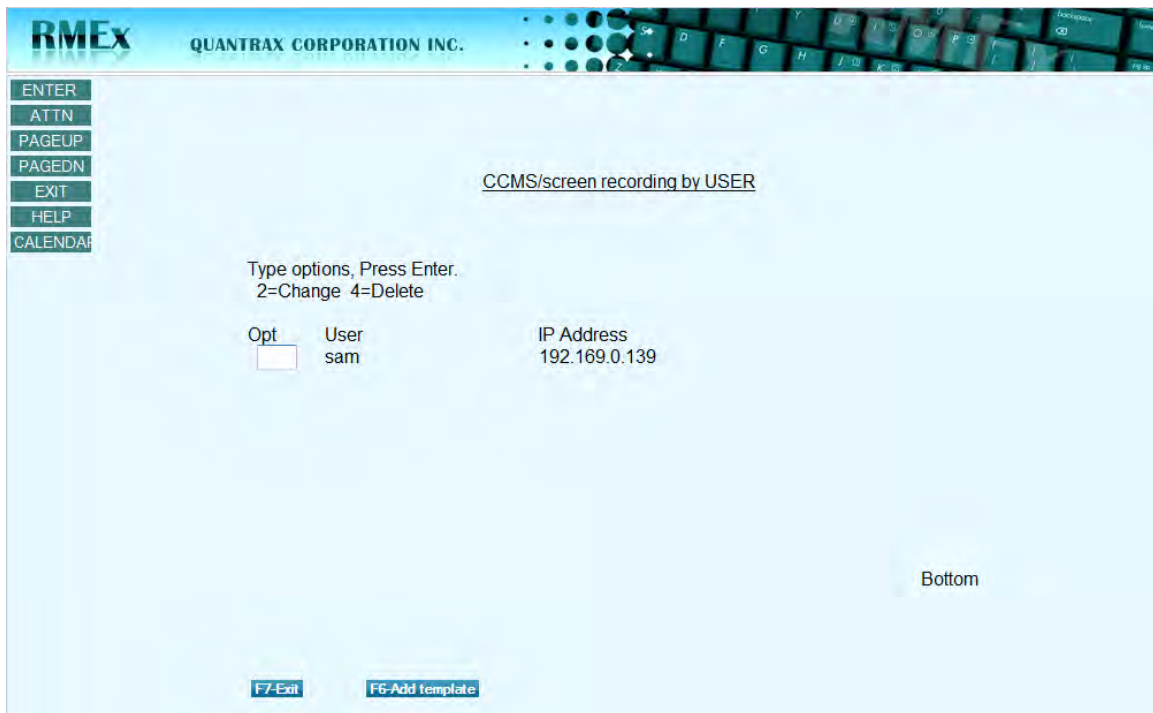 RMEx
QUANTRAX CORPORATION INC.
ENTER
ATTN
PAGEUP
PAGEDN
EXIT
HELP
CALENDAR
CCMS/screen recording by USER
Type options, Press Enter.
2=Change 4=Delete
Opt User IP Address
sam 192.169.0.139
Bottom
F7-Exit F6-Add template